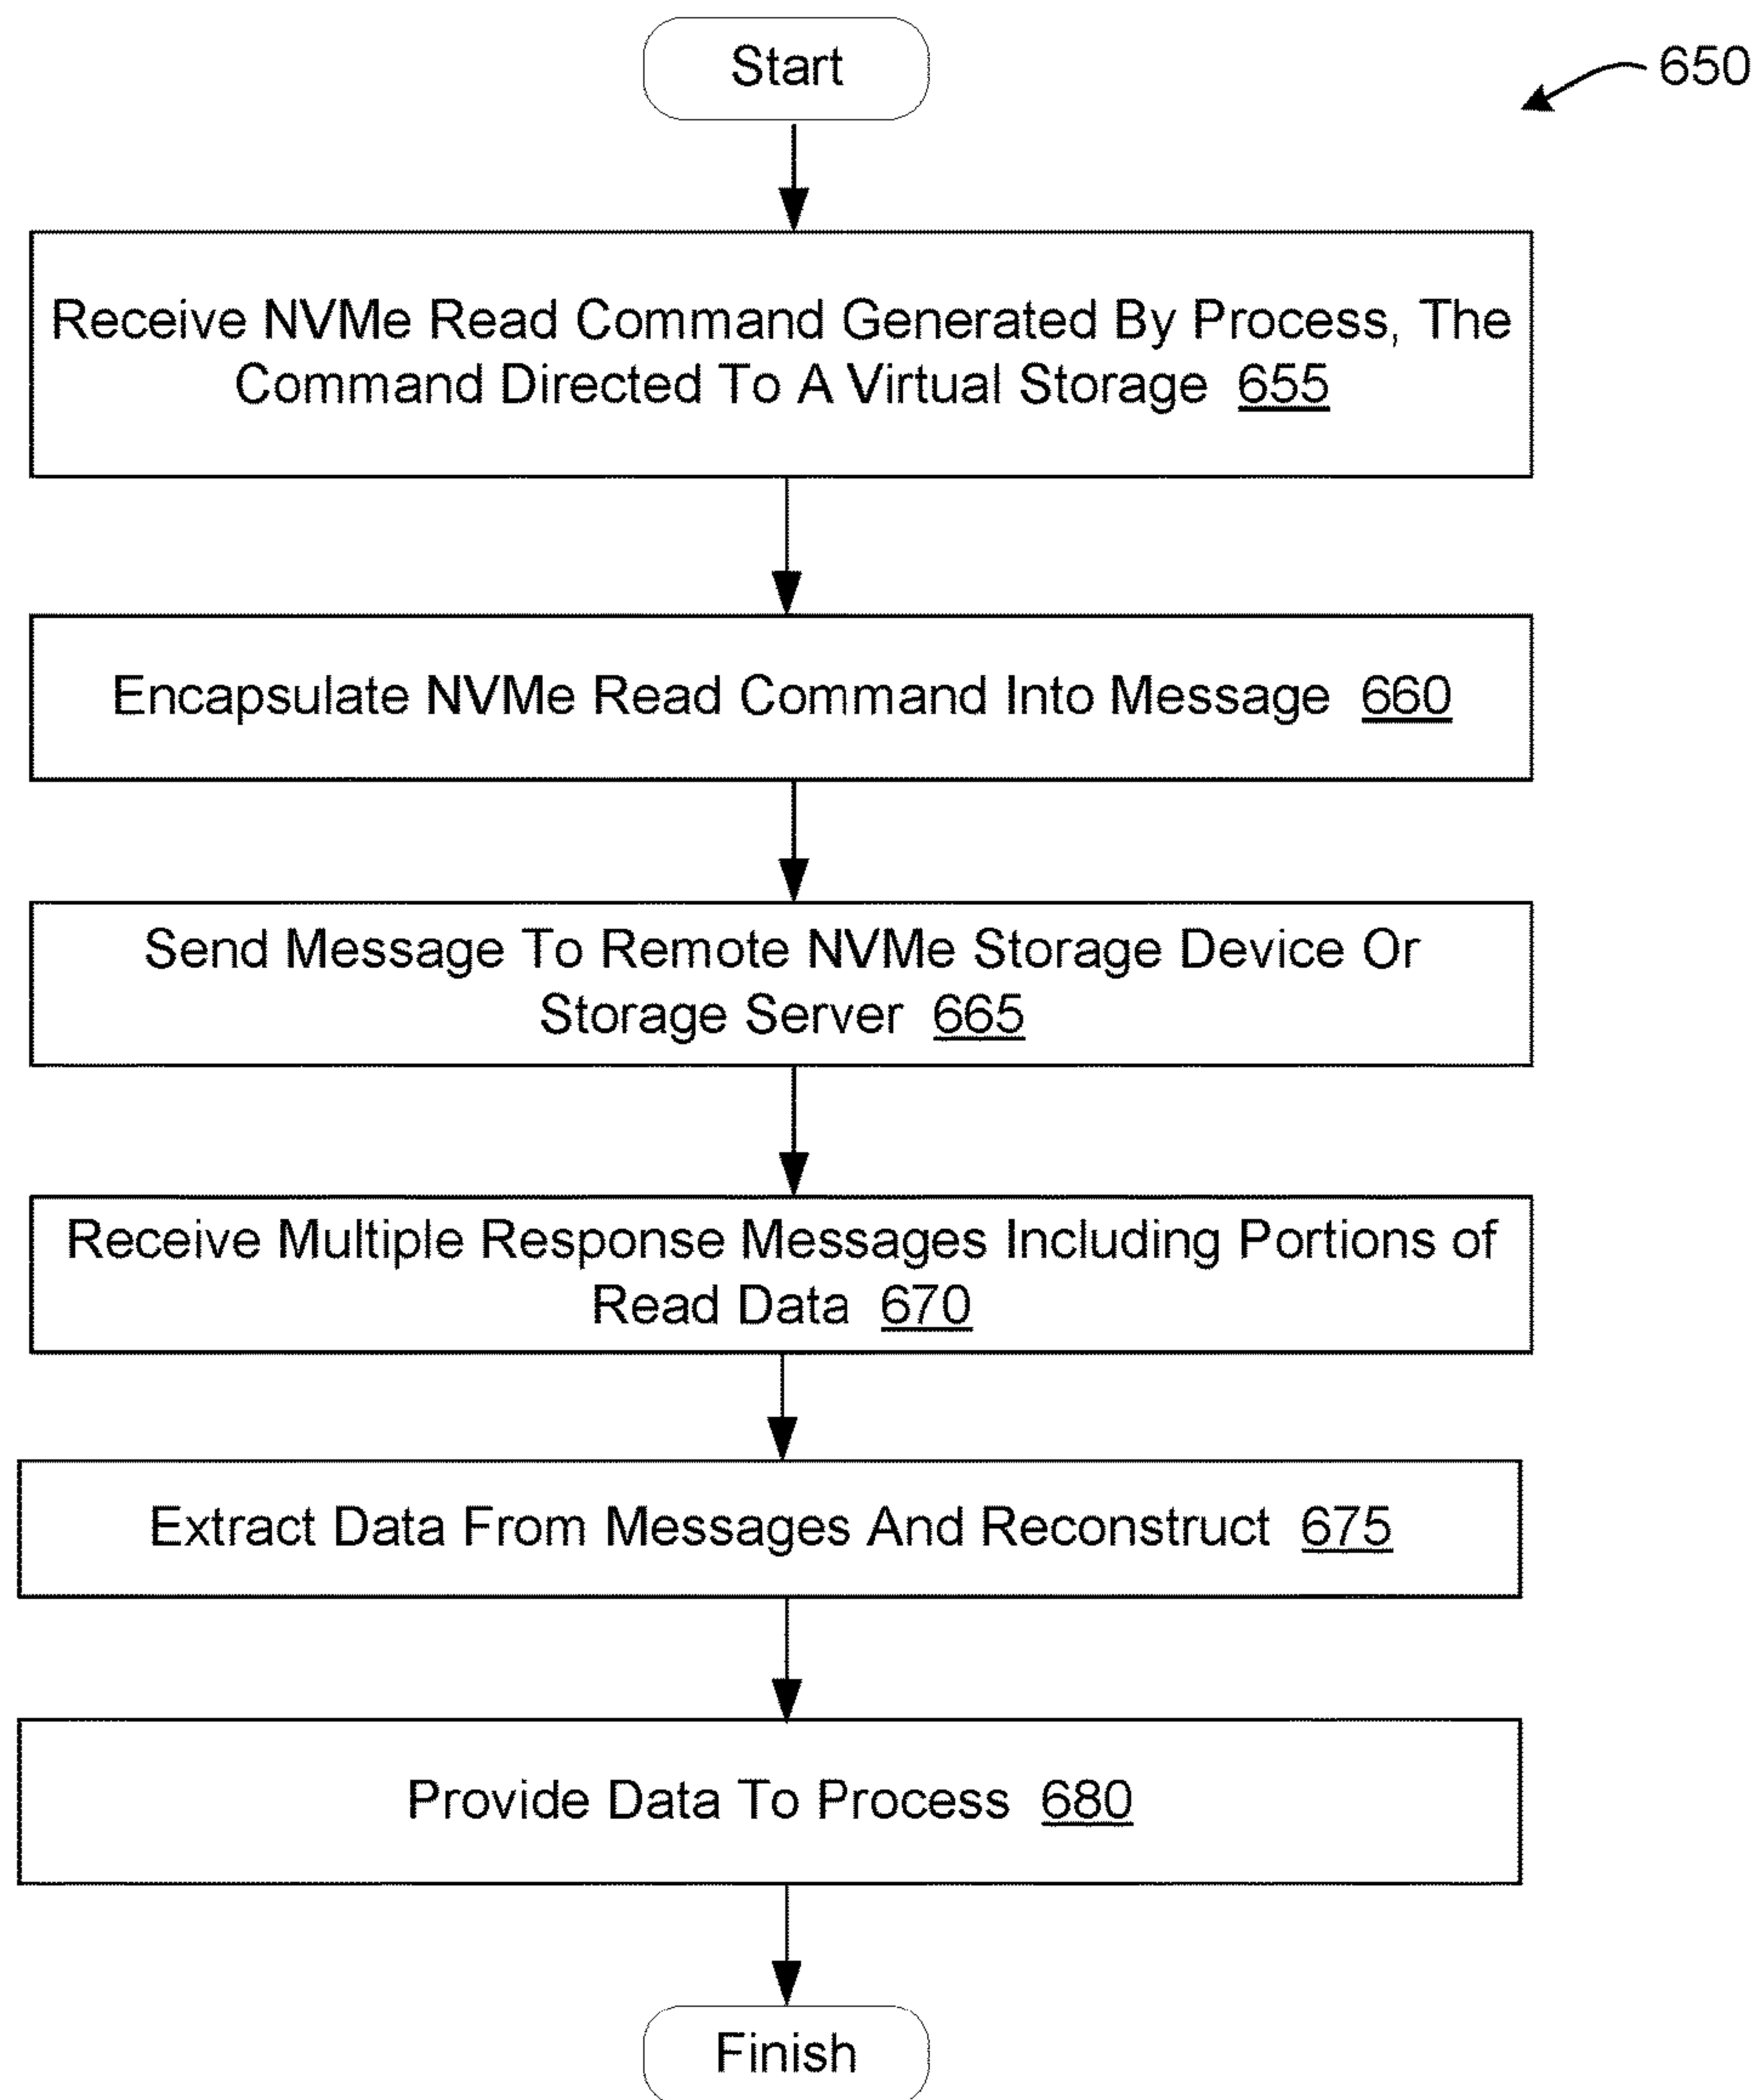 Start
650
Receive NVMe Read Command Generated By Process, The
Command Directed To A Virtual Storage 655
Encapsulate NVMe Read Command Into Message 660
Send Message To Remote NVMe Storage Device Or
Storage Server 665
Receive Multiple Response Messages Including Portions of
Read Data 670
Extract Data From Messages And Reconstruct 675
Provide Data To Process 680
Finish